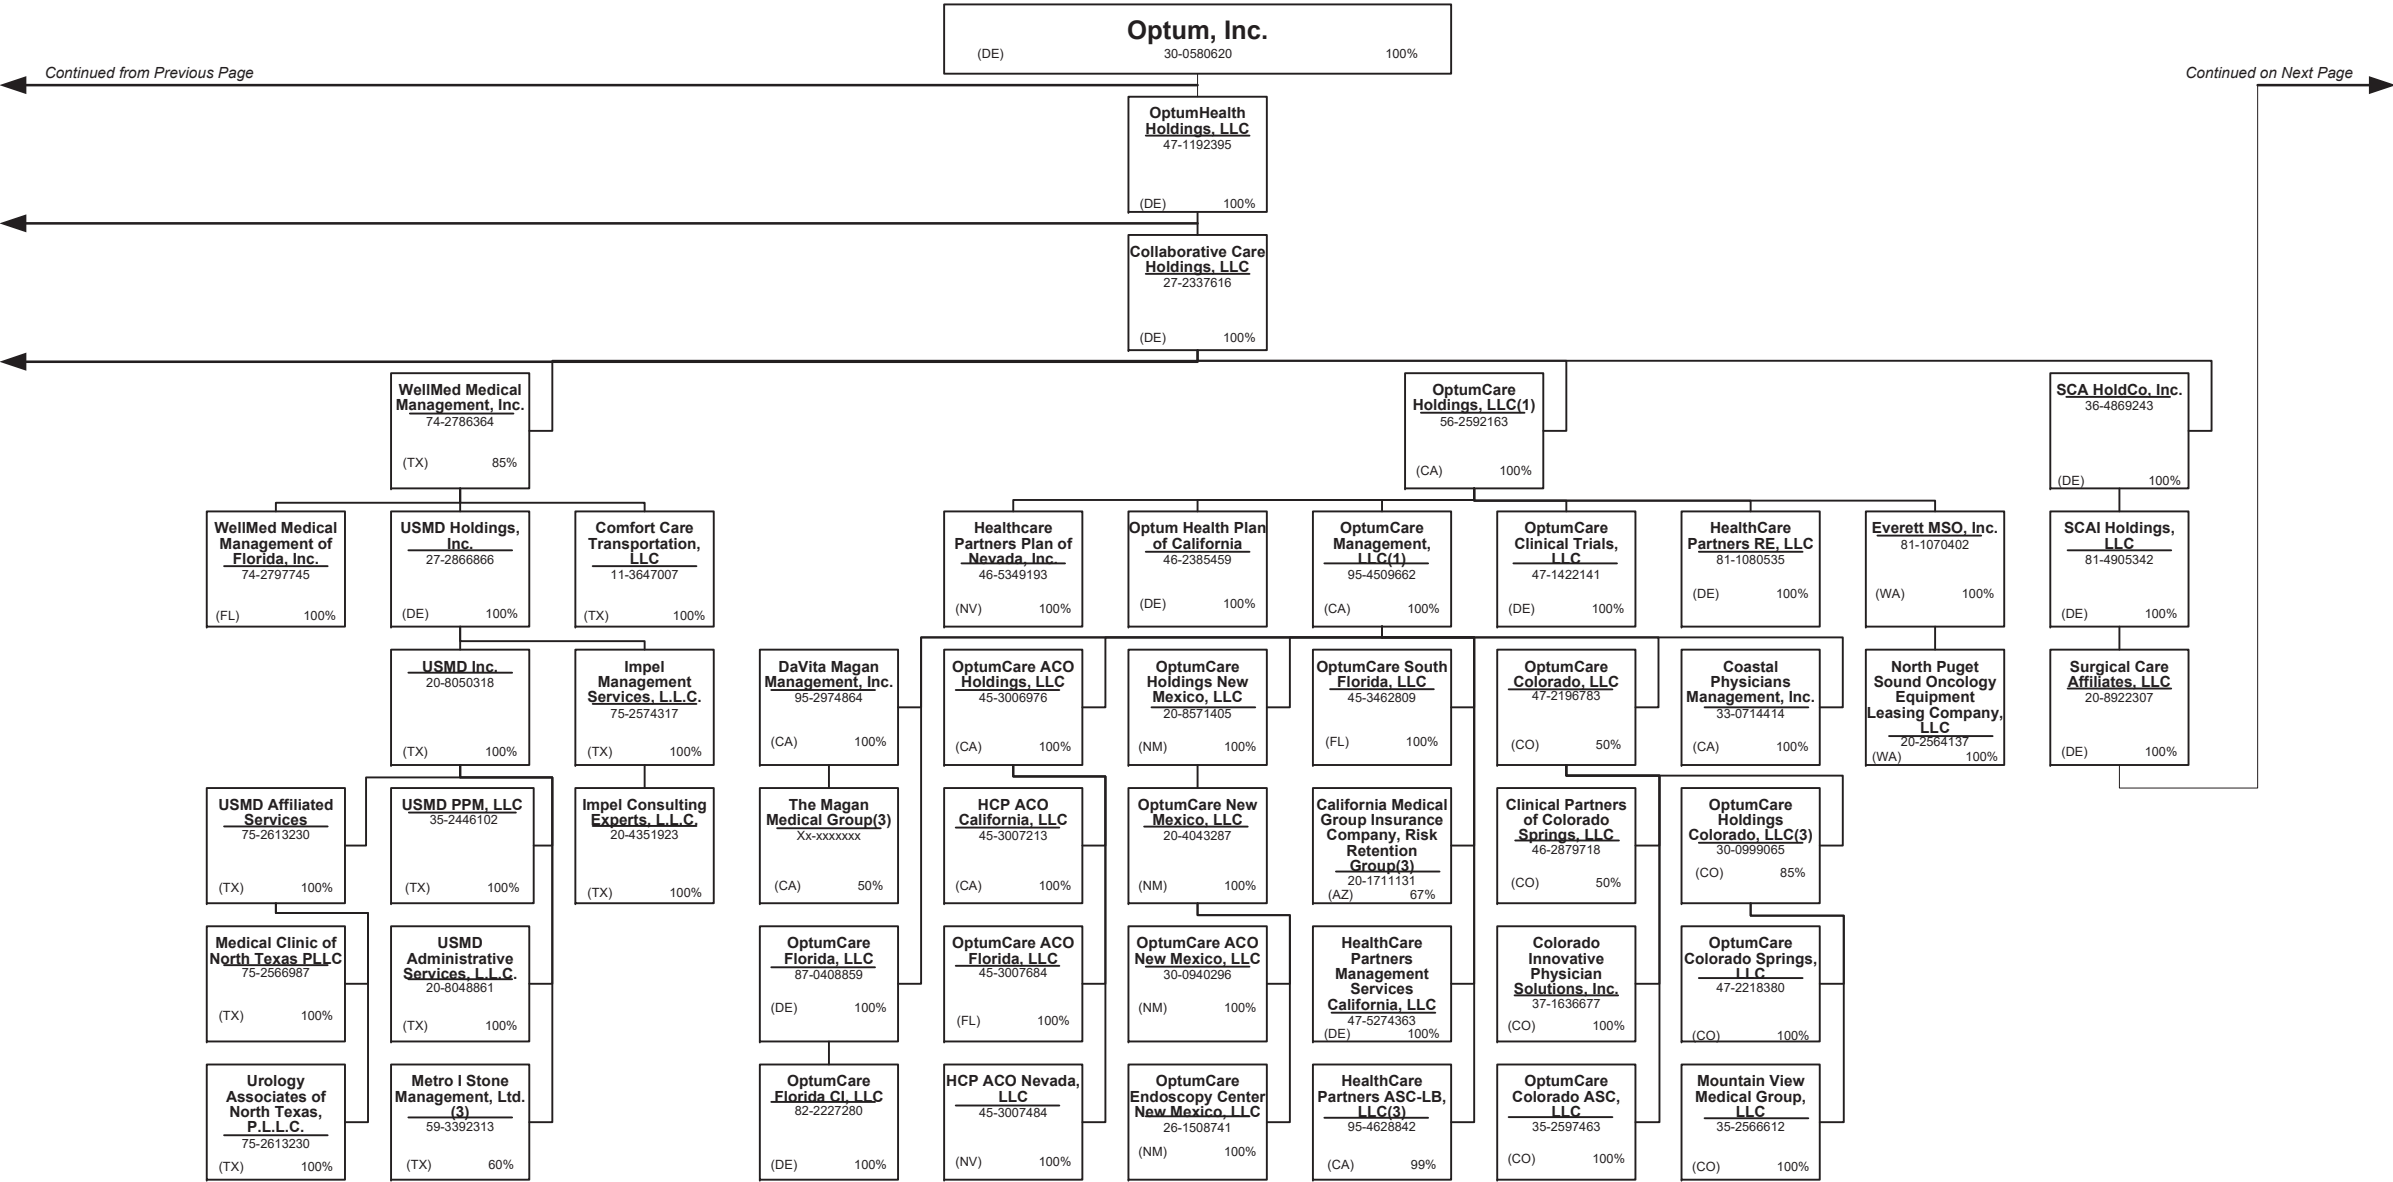 Optum, Inc.
(DE) 30-0580620 100%
Continued from Previous Page
Continued on Next Page
OptumHealth
Holdings, LLC
47-1192395
(DE) 100%
Collaborative Care
Holdings, LLC
27-2337616
(DE) 100%
WellMed Medical
Management, Inc.
74-2786364
(TX) 85%
OptumCare
Holdings, LLC(1)
56-2592163
(CA) 100%
SCA HoldCo, Inc.
36-4869243
(DE) 100%
WellMed Medical
Management of
Florida, Inc.
74-2797745
(FL) 100%
USMD Holdings,
Inc.
27-2866866
(DE) 100%
Comfort Care
Transportation,
LLC
11-3647007
(TX) 100%
Healthcare
Partners Plan of
Nevada, Inc.
46-5349193
(NV) 100%
Optum Health Plan
of California
46-2385459
(DE) 100%
OptumCare
Management,
LLC(1)
95-4509662
(CA) 100%
OptumCare
Clinical Trials,
LLC
47-1422141
(DE) 100%
HealthCare
Partners RE, LLC
81-1080535
(DE) 100%
Everett MSO, Inc.
81-1070402
(WA) 100%
SCAI Holdings,
LLC
81-4905342
(DE) 100%
USMD Inc.
20-8050318
(TX) 100%
Impel
Management
Services, L.L.C.
75-2574317
(TX) 100%
DaVita Magan
Management, Inc.
95-2974864
(CA) 100%
OptumCare ACO
Holdings, LLC
45-3006976
(CA) 100%
OptumCare
Holdings New
Mexico, LLC
20-8571405
(NM) 100%
OptumCare South
Florida, LLC
45-3462809
(FL) 100%
OptumCare
Colorado, LLC
47-2196783
(CO) 50%
Coastal
Physicians
Management, Inc.
33-0714414
(CA) 100%
North Puget
Sound Oncology
Equipment
Leasing Company,
LLC
20-2564137
(WA) 100%
Surgical Care
Affiliates, LLC
20-8922307
(DE) 100%
USMD Affiliated
Services
75-2613230
(TX) 100%
USMD PPM, LLC
35-2446102
(TX) 100%
Impel Consulting
Experts, L.L.C.
20-4351923
(TX) 100%
The Magan
Medical Group(3)
Xx-xxxxxxx
(CA) 50%
HCP ACO
California, LLC
45-3007213
(CA) 100%
OptumCare New
Mexico, LLC
20-4043287
(NM) 100%
California Medical
Group Insurance
Company, Risk
Retention
Group(3)
20-1711131
(AZ) 67%
Clinical Partners
of Colorado
Springs, LLC
46-2879718
(CO) 50%
OptumCare
Holdings
Colorado, LLC(3)
30-0999065
(CO) 85%
Medical Clinic of
North Texas PLLC
75-2566987
(TX) 100%
USMD
Administrative
Services, L.L.C.
20-8048861
(TX) 100%
OptumCare
Florida, LLC
87-0408859
(DE) 100%
OptumCare ACO
Florida, LLC
45-3007684
(FL) 100%
OptumCare ACO
New Mexico, LLC
30-0940296
(NM) 100%
HealthCare
Partners
Management
Services
California, LLC
47-5274363
(DE) 100%
Colorado
Innovative
Physician
Solutions, Inc.
37-1636677
(CO) 100%
OptumCare
Colorado Springs,
LLC
47-2218380
(CO) 100%
Urology
Associates of
North Texas,
P.L.L.C.
75-2613230
(TX) 100%
Metro I Stone
Management, Ltd.
(3)
59-3392313
(TX) 60%
OptumCare
Florida CI, LLC
82-2227280
(DE) 100%
HCP ACO Nevada,
LLC
45-3007484
(NV) 100%
OptumCare
Endoscopy Center
New Mexico, LLC
26-1508741
(NM) 100%
HealthCare
Partners ASC-LB,
LLC(3)
95-4628842
(CA) 99%
OptumCare
Colorado ASC,
LLC
35-2597463
(CO) 100%
Mountain View
Medical Group,
LLC
35-2566612
(CO) 100%